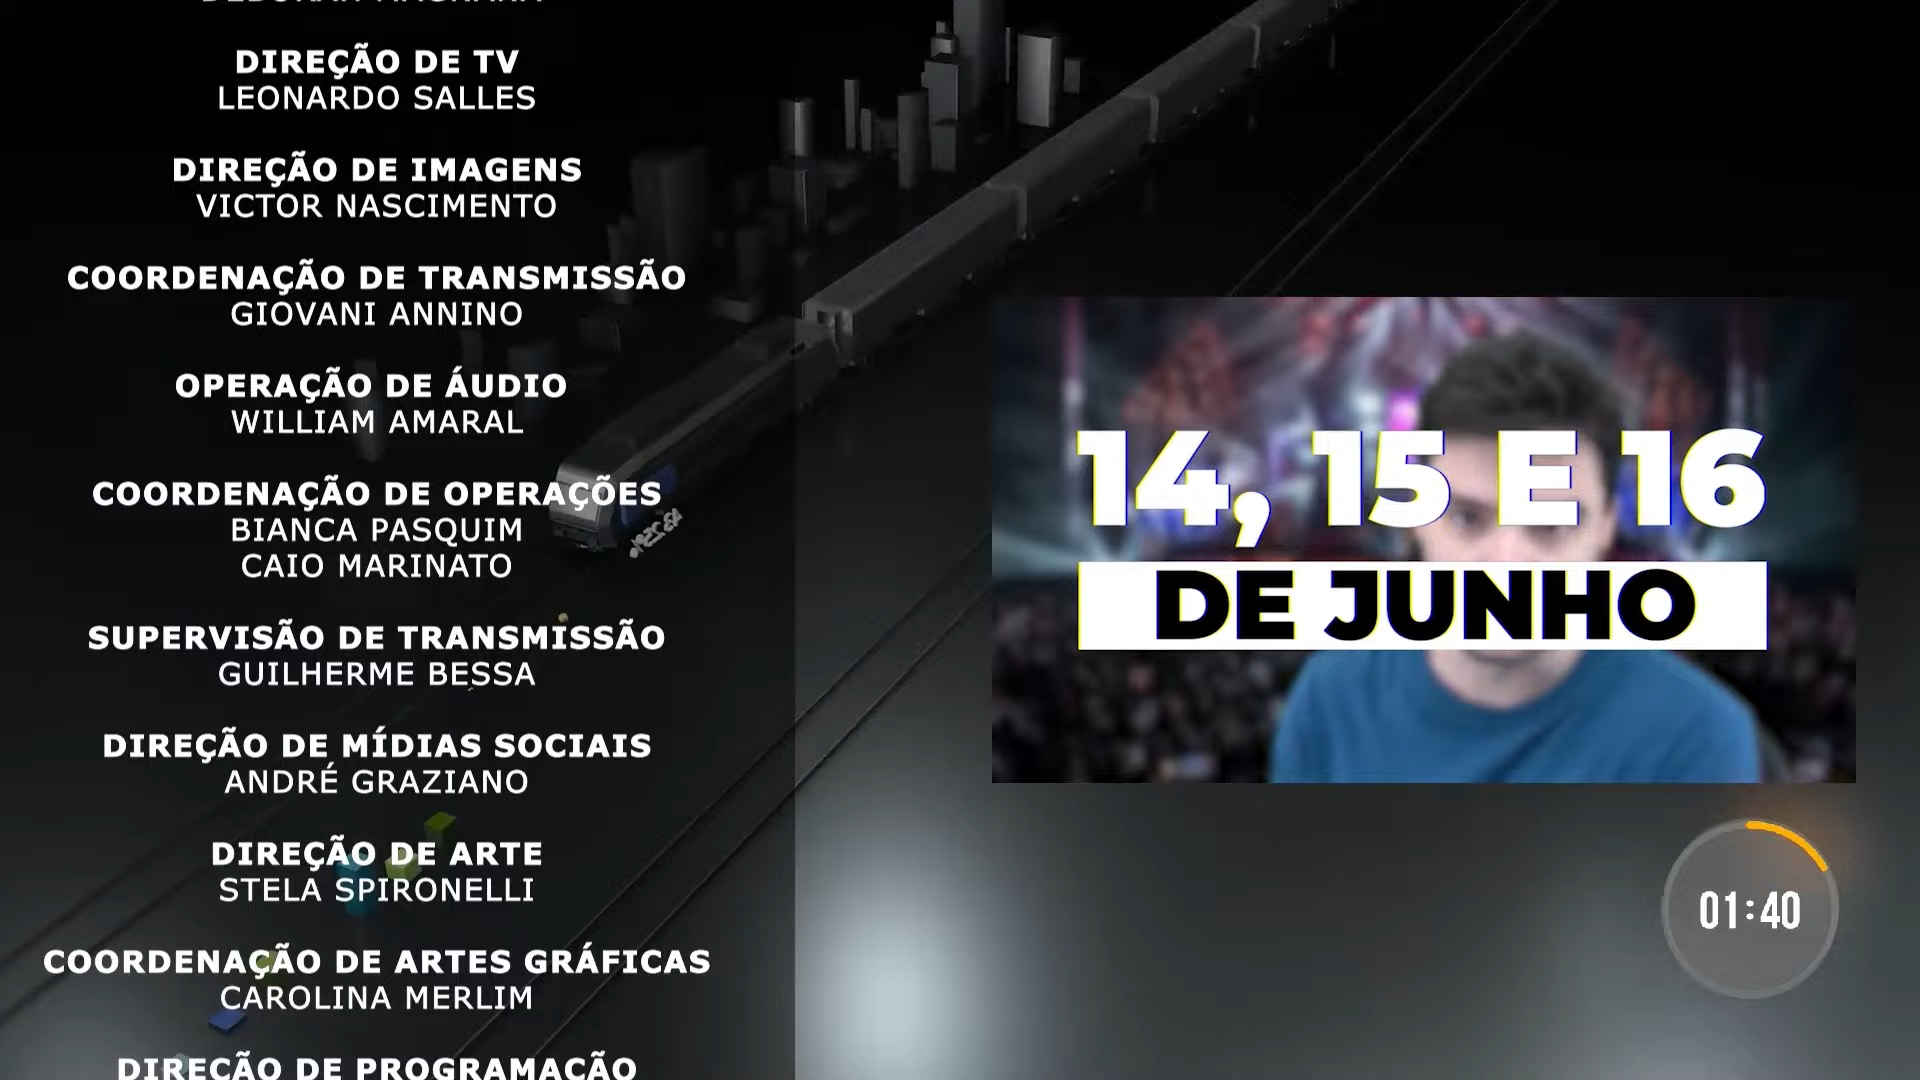 DIREÇÃO DE TV
LEONARDO SALLES
DIREÇÃO DE IMAGENS
VICTOR NASCIMENTO
COORDENAÇÃO DE TRANSMISSÃO
GIOVANI ANNINO
OPERAÇÃO DE ÁUDIO
WILLIAM AMARAL
COORDENAÇÃO DE OPERAÇÕES
BIANCA PASQUIM
CAIO MARINATO
SUPERVISÃO DE TRANSMISSÃO
GUILHERME BESSA
DIREÇÃO DE MÍDIAS SOCIAIS
ANDRÉ GRAZIANO
DIREÇÃO DE ARTE
STELA SPIRONELLI
COORDENAÇÃO DE ARTES GRÁFICAS
CAROLINA MERLIM
DIREÇÃO DE PROGRAMAÇÃO
14, 15 E 16
DE JUNHO
01:40